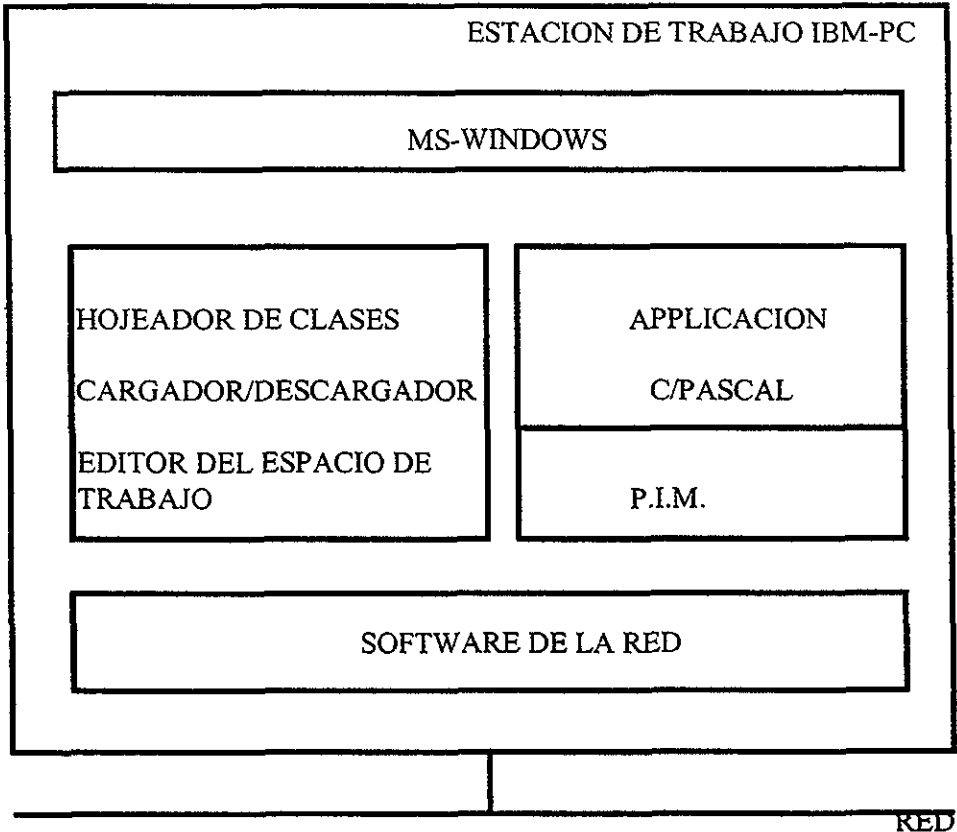 ESTACION DE TRABAJO IBM-PC
MS-WINDOWS
HOJEADOR DE CLASES
CARGADOR/DESCARGADOR
EDITOR DEL ESPACIO DE
TRABAJO
APPLICACION
C/PASCAL
P.I.M.
SOFTWARE DE LA RED
RED